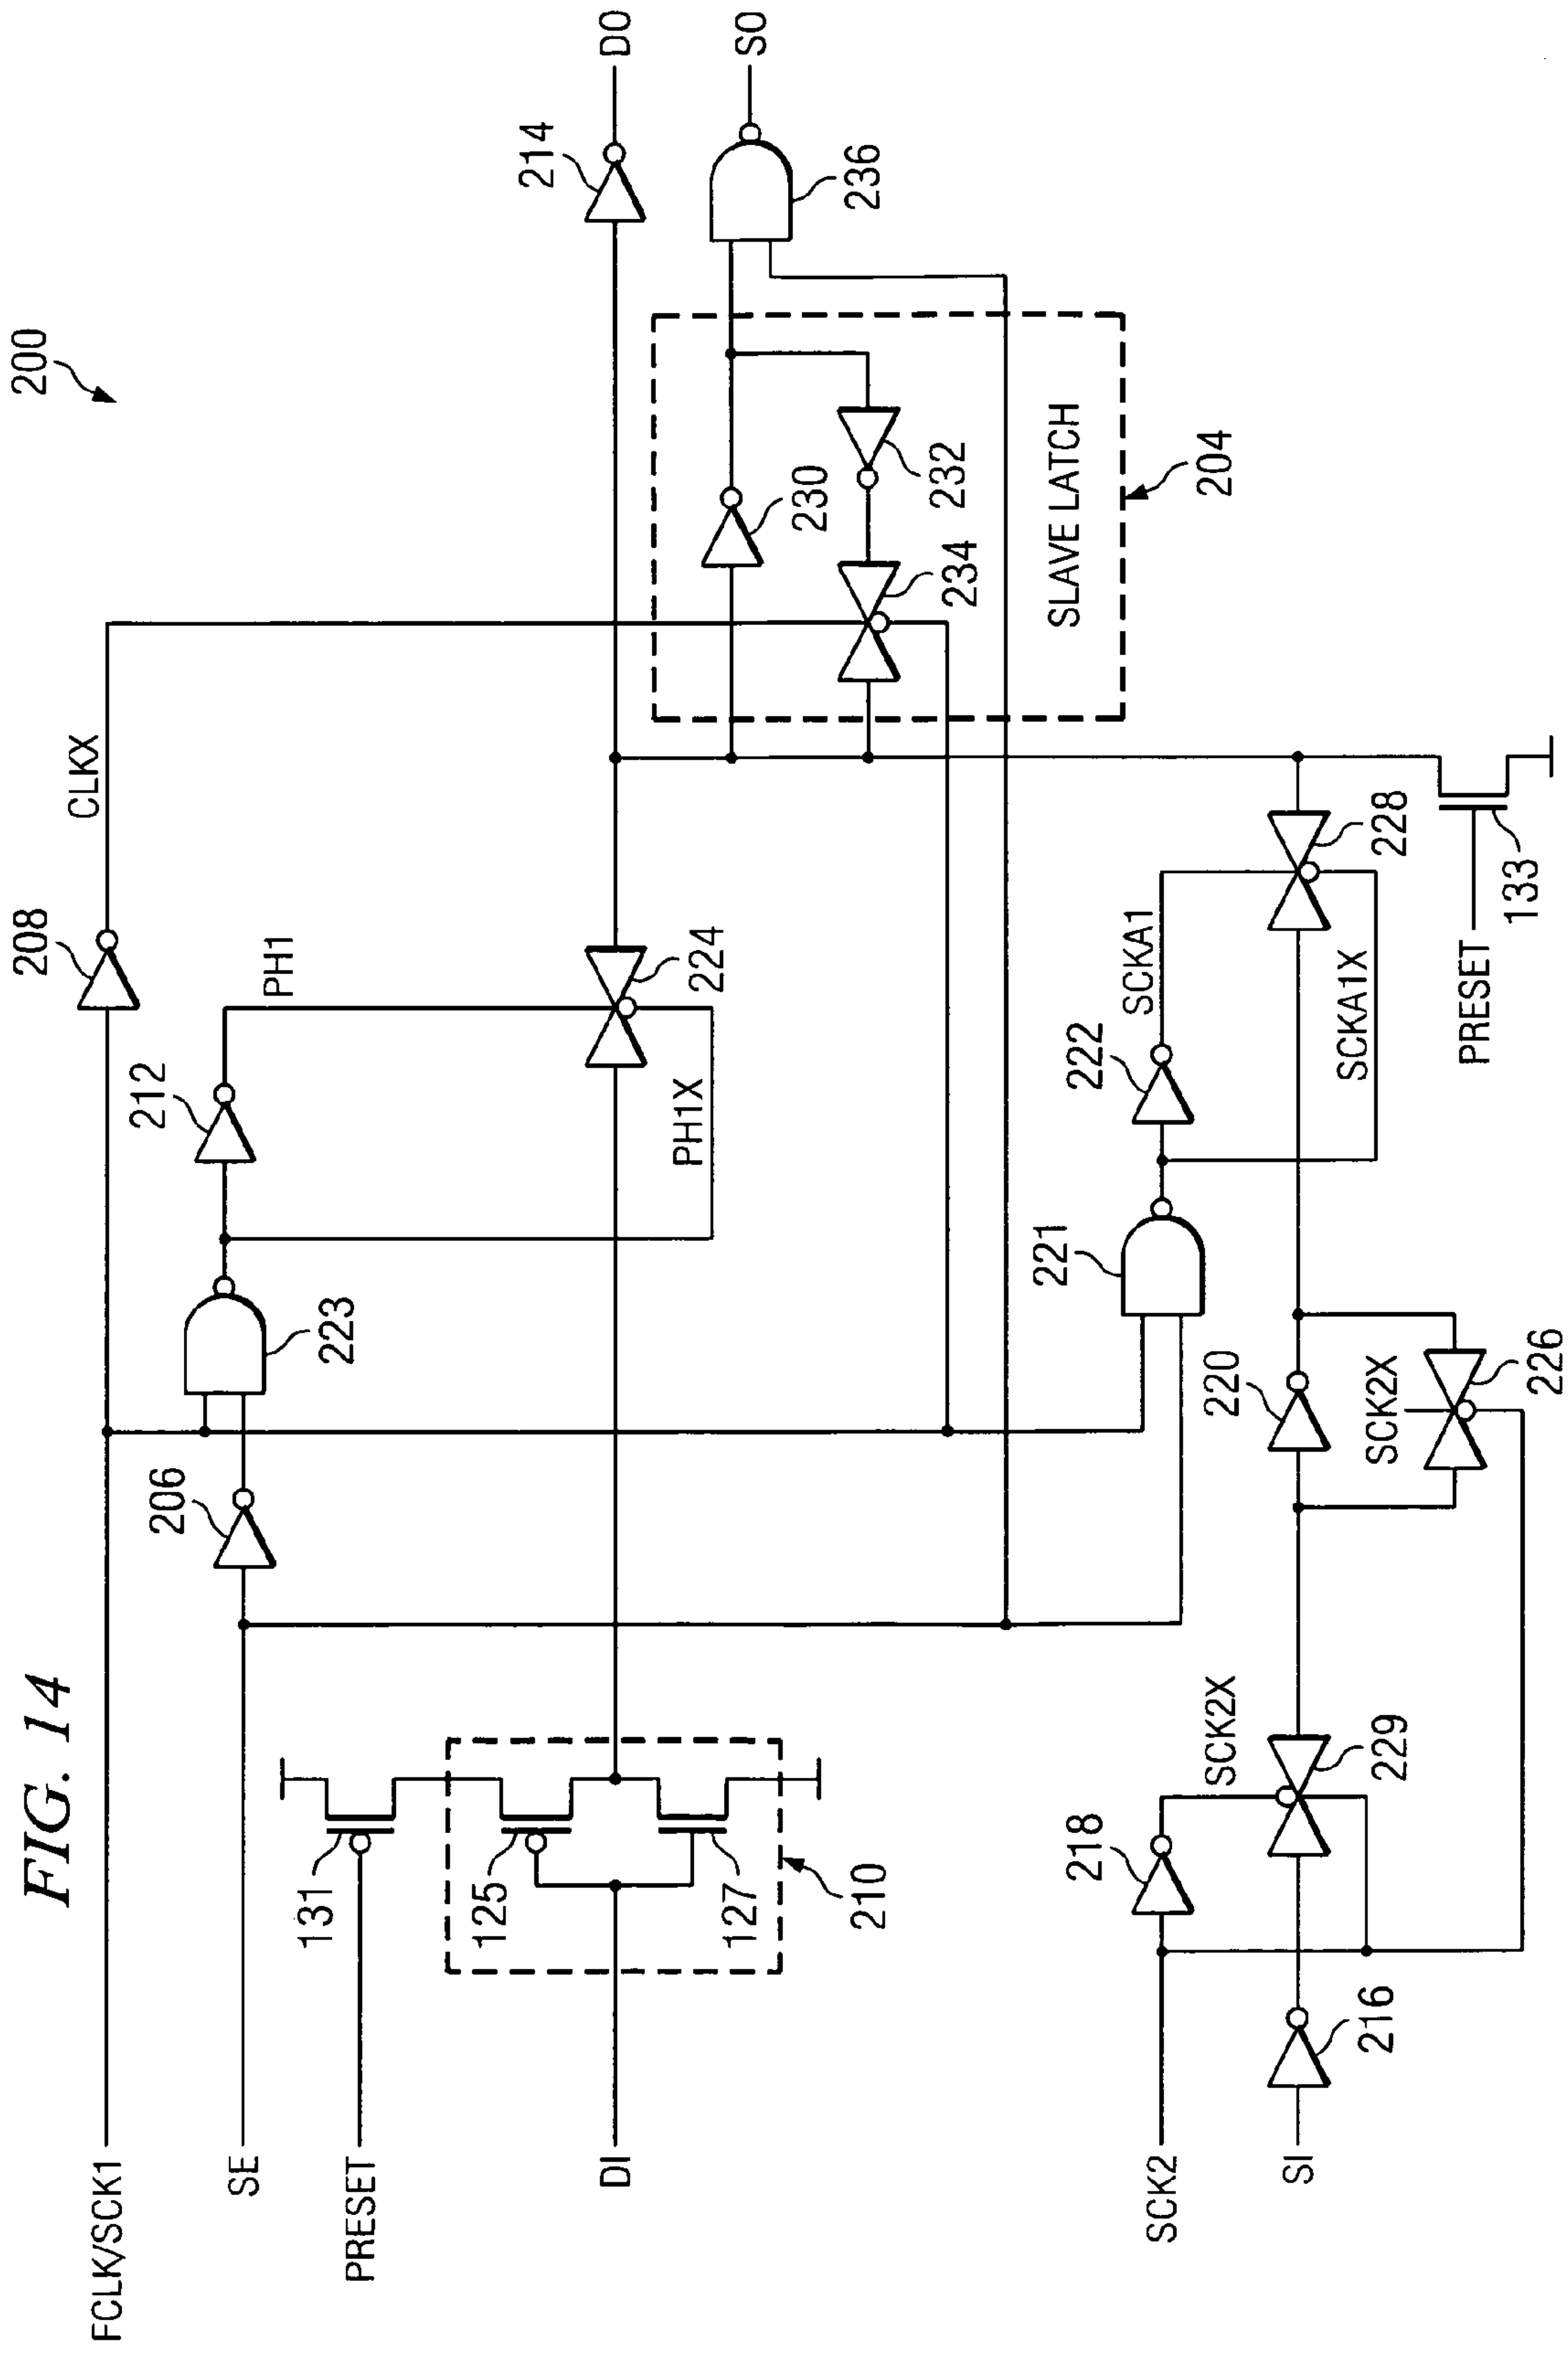 FIG. 14
200
FCLK/SCK1
208
CLKX
SE
206
223
212
PH1
PRESET
131
125
127
210
DI
PH1X
224
214
DO
230
232
234
SLAVE LATCH
204
236
SO
SCK2
218
SCK2X
229
216
SI
220
SCK2X
226
221
222
SCKA1
SCKA1X
228
PRESET
133